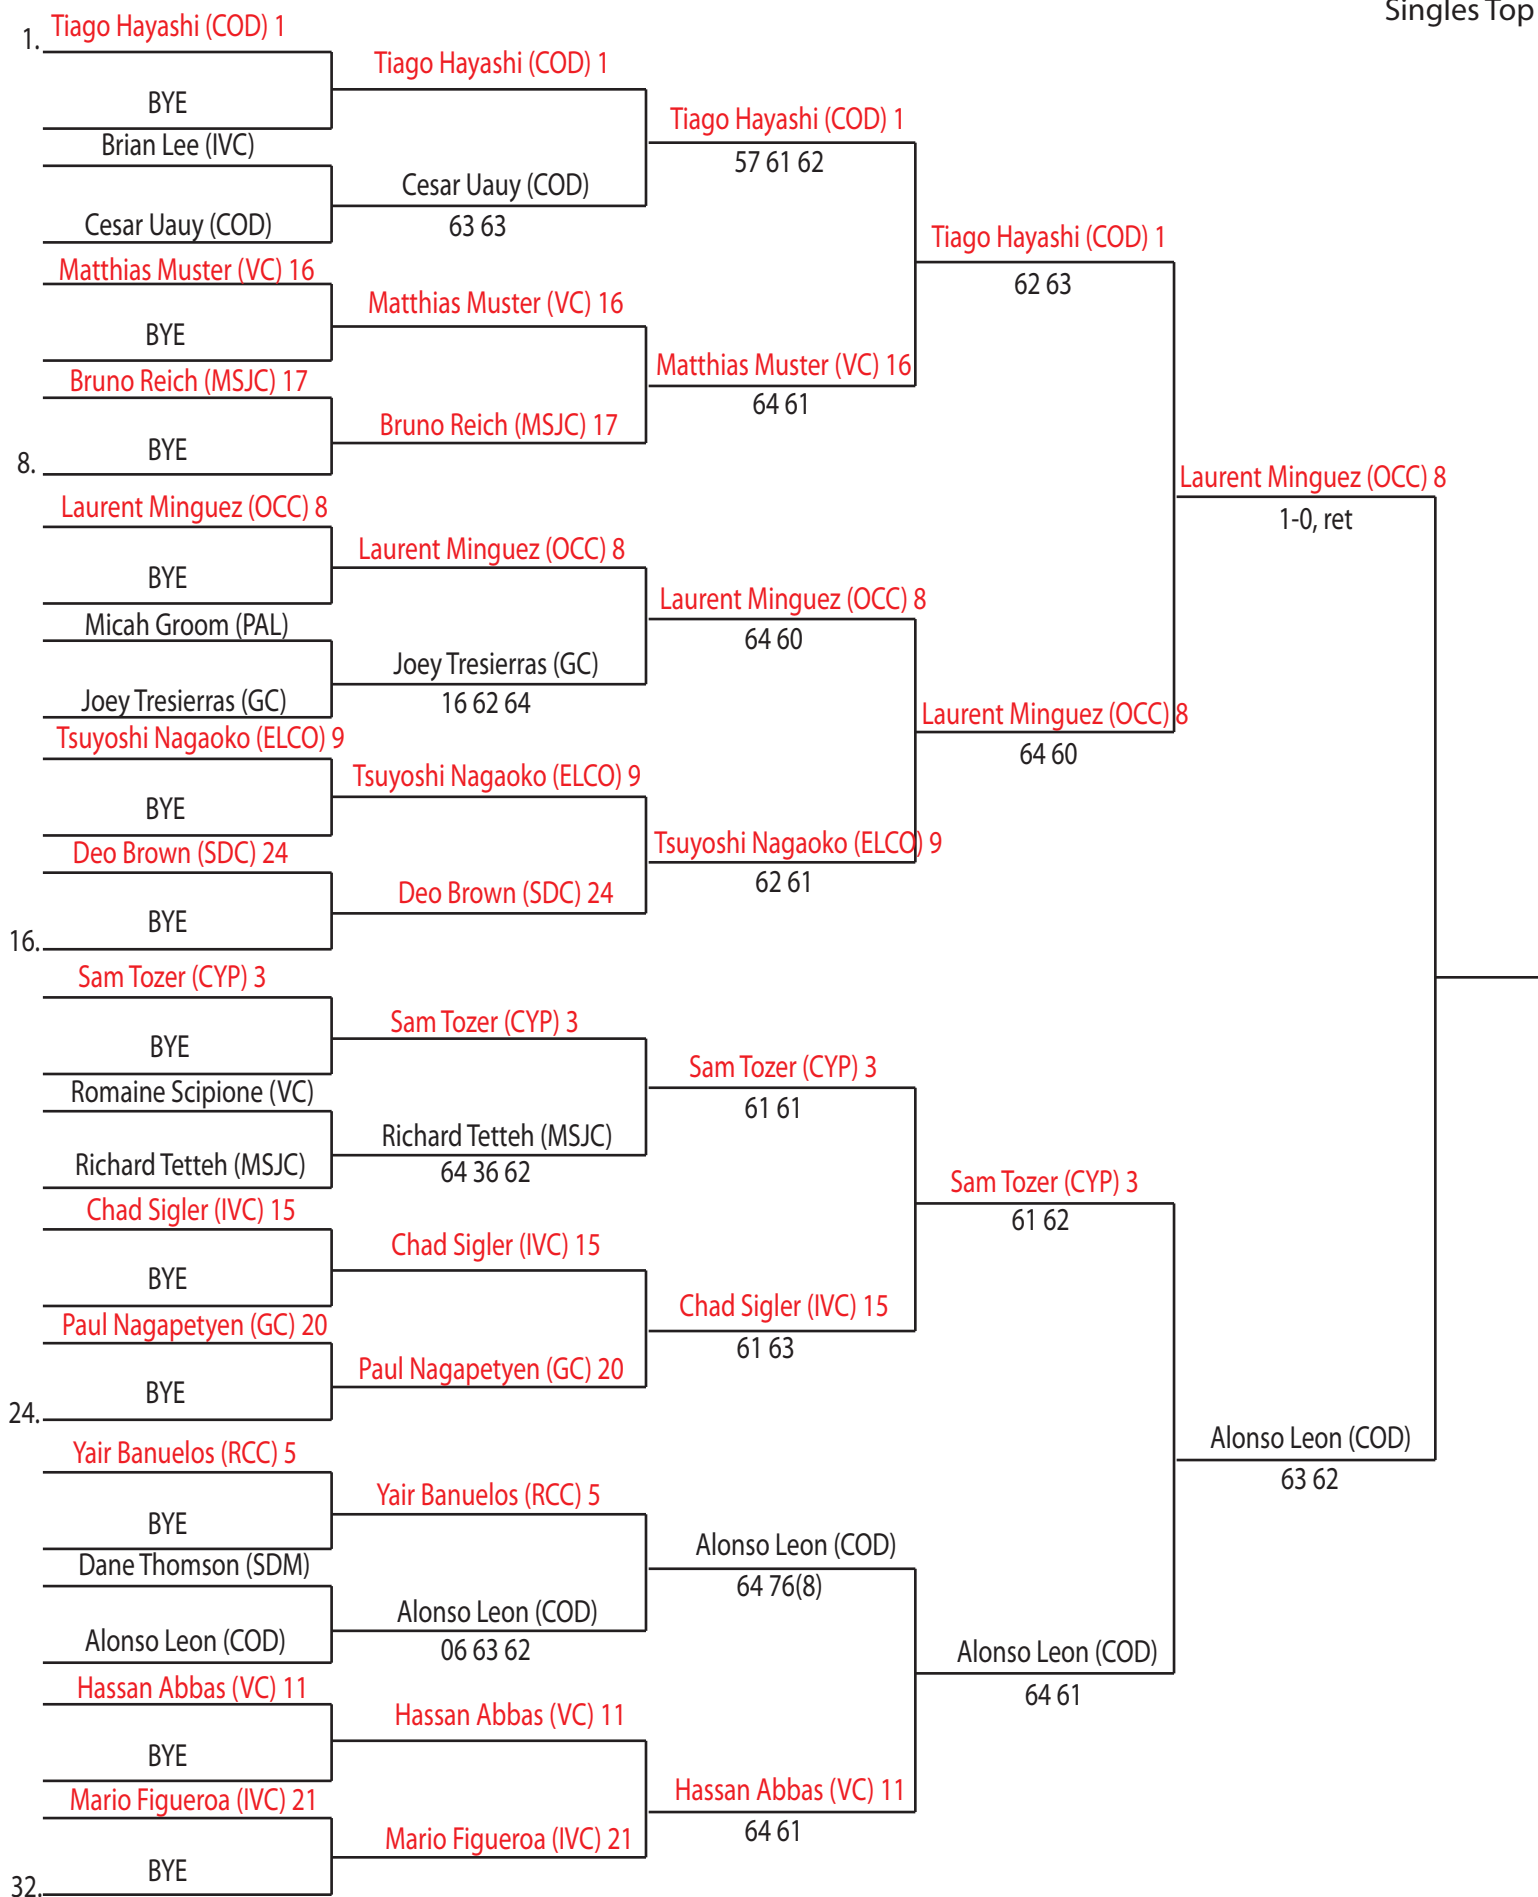 Singles Top
1.
Tiago Hayashi (COD) 1
BYE
Brian Lee (IVC)
Cesar Uauy (COD)
Matthias Muster (VC) 16
BYE
Bruno Reich (MSJC) 17
BYE
8.
Laurent Minguez (OCC) 8
BYE
Micah Groom (PAL)
Joey Tresierras (GC)
Tsuyoshi Nagaoko (ELCO) 9
BYE
Deo Brown (SDC) 24
BYE
16.
Sam Tozer (CYP) 3
BYE
Romaine Scipione (VC)
Richard Tetteh (MSJC)
Chad Sigler (IVC) 15
BYE
Paul Nagapetyen (GC) 20
BYE
24.
Yair Banuelos (RCC) 5
BYE
Dane Thomson (SDM)
Alonso Leon (COD)
Hassan Abbas (VC) 11
BYE
Mario Figueroa (IVC) 21
BYE
32.
Tiago Hayashi (COD) 1
Cesar Uauy (COD)
63 63
Matthias Muster (VC) 16
Bruno Reich (MSJC) 17
Laurent Minguez (OCC) 8
Joey Tresierras (GC)
16 62 64
Tsuyoshi Nagaoko (ELCO) 9
Deo Brown (SDC) 24
Sam Tozer (CYP) 3
Richard Tetteh (MSJC)
64 36 62
Chad Sigler (IVC) 15
Paul Nagapetyen (GC) 20
Yair Banuelos (RCC) 5
Alonso Leon (COD)
06 63 62
Hassan Abbas (VC) 11
Mario Figueroa (IVC) 21
Tiago Hayashi (COD) 1
57 61 62
Matthias Muster (VC) 16
64 61
Laurent Minguez (OCC) 8
64 60
Tsuyoshi Nagaoko (ELCO) 9
62 61
Sam Tozer (CYP) 3
61 61
Chad Sigler (IVC) 15
61 63
Alonso Leon (COD)
64 76(8)
Hassan Abbas (VC) 11
64 61
Tiago Hayashi (COD) 1
62 63
Laurent Minguez (OCC) 8
64 60
Sam Tozer (CYP) 3
61 62
Alonso Leon (COD)
64 61
Laurent Minguez (OCC) 8
1-0, ret
Alonso Leon (COD)
63 62